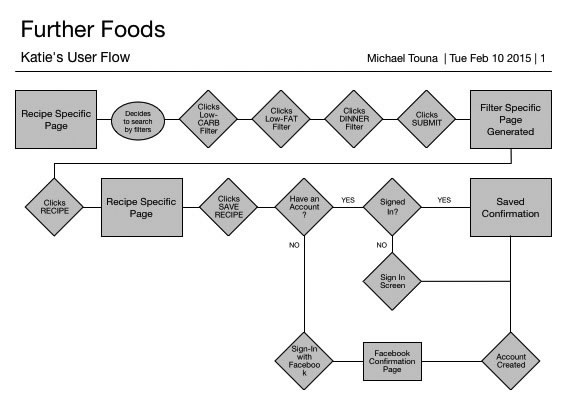 Further Foods
Katie's User Flow
Michael Touna | Tue Feb 10 2015 | 1
Recipe Specific
Page
Decides
to search
by filters
Clicks
Low-
CARB
Filter
Clicks
Low-FAT
Filter
Clicks
DINNER
Filter
Clicks
SUBMIT
Filter Specific
Page
Generated
Clicks
RECIPE
Recipe Specific
Page
Clicks
SAVE
RECIPE
Have an
Account
?
YES
Signed
In?
YES
Saved
Confirmation
NO
NO
Sign In
Screen
Sign-In
with
Faceboo
k
Facebook
Confirmation
Page
Account
Created